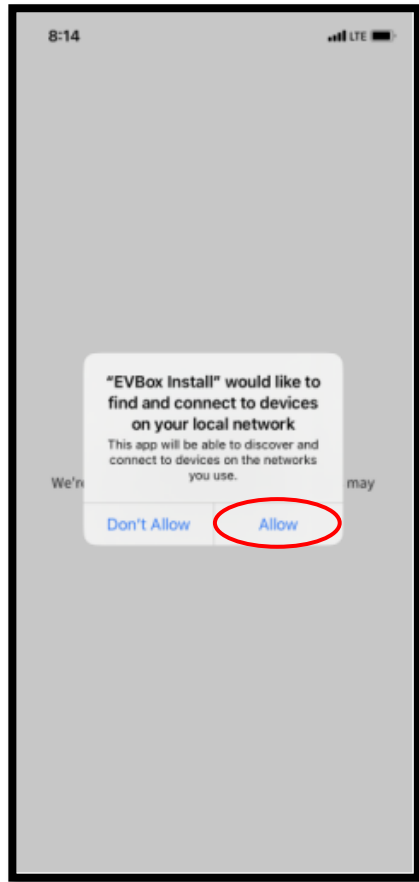 8:14 LTE
“EVBox Install” would like to
find and connect to devices
on your local network
This app will be able to discover and
connect to devices on the networks
you use.
We're may
Don't Allow Allow